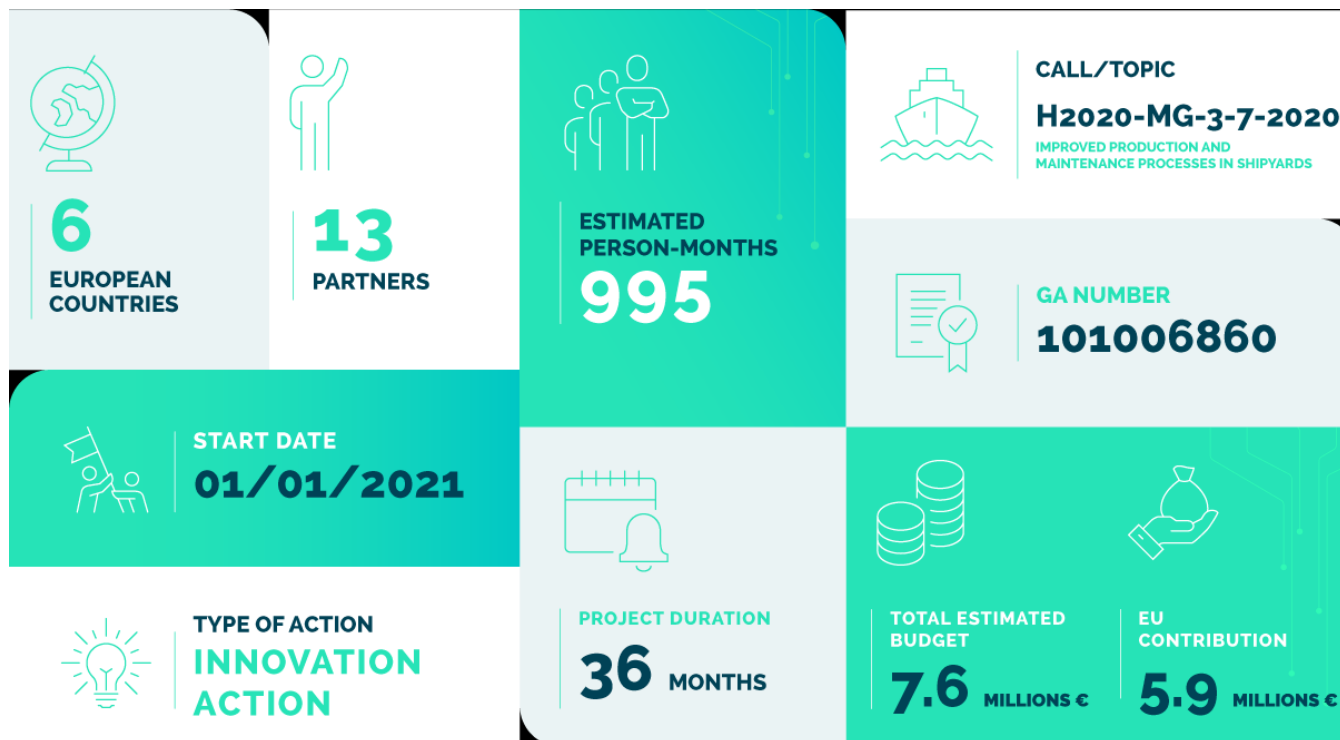 6
EUROPEAN
COUNTRIES
13
PARTNERS
ESTIMATED
PERSON-MONTHS
995
CALL/TOPIC
H2020-MG-3-7-2020
IMPROVED PRODUCTION AND
MAINTENANCE PROCESSES IN SHIPYARDS
GA NUMBER
101006860
START DATE
01/01/2021
TYPE OF ACTION
INNOVATION
ACTION
PROJECT DURATION
36 MONTHS
TOTAL ESTIMATED
BUDGET
7.6 MILLIONS €
EU
CONTRIBUTION
5.9 MILLIONS €